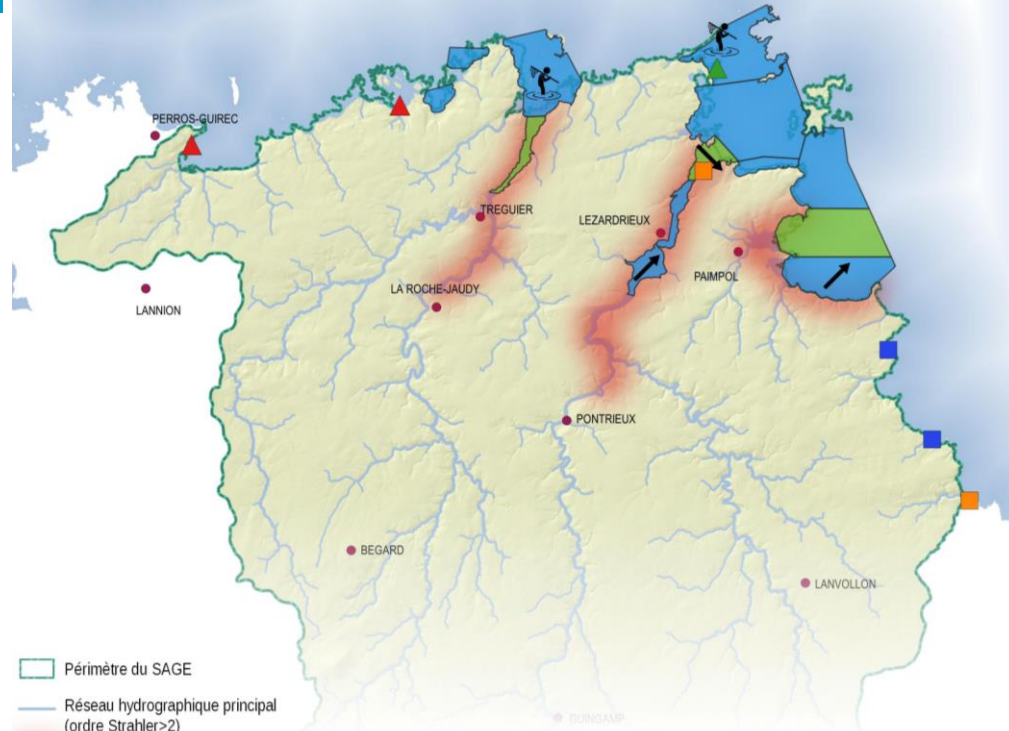 PERROS-GUIREC
TREGUIER
LEZARDRIEUX
PAIMPOL
LANNION
LA ROCHE-JAUDY
PONTRIEUX
BEGARD
LANVOLLON
Périmètre du SAGE
Réseau hydrographique principal
(ordre Strahler>2)
GUINGAMP